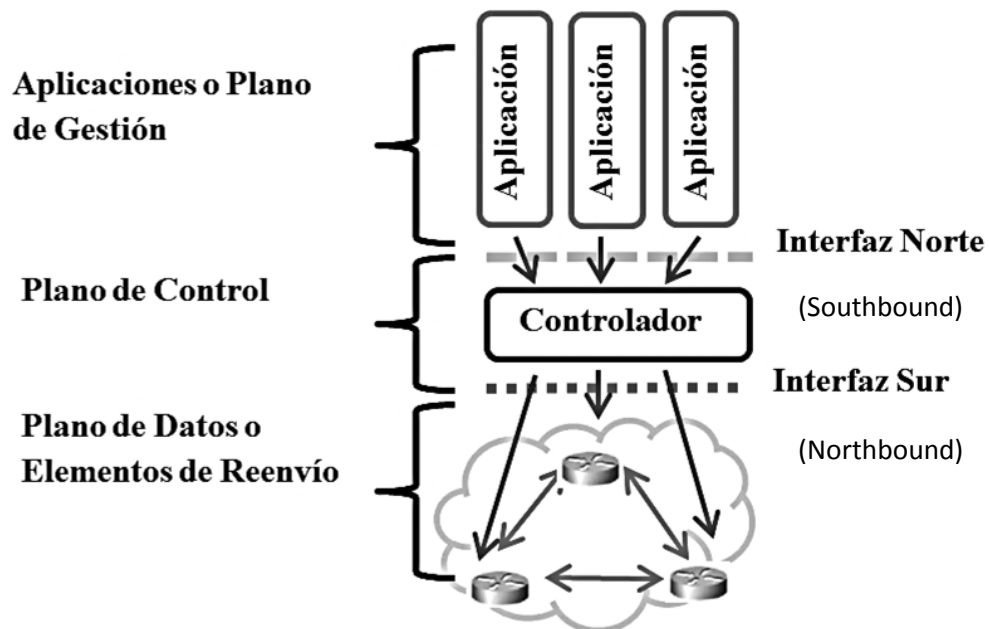 Aplicaciones o Plano
de Gestión
Aplicación
Aplicación
Aplicación
Interfaz Norte
(Southbound)
Plano de Control
Controlador
Interfaz Sur
(Northbound)
Plano de Datos o
Elementos de Reenvío